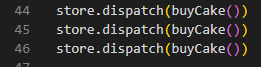 44 store.dispatch(buyCake())
45 store.dispatch(buyCake())
46 store.dispatch(buyCake())